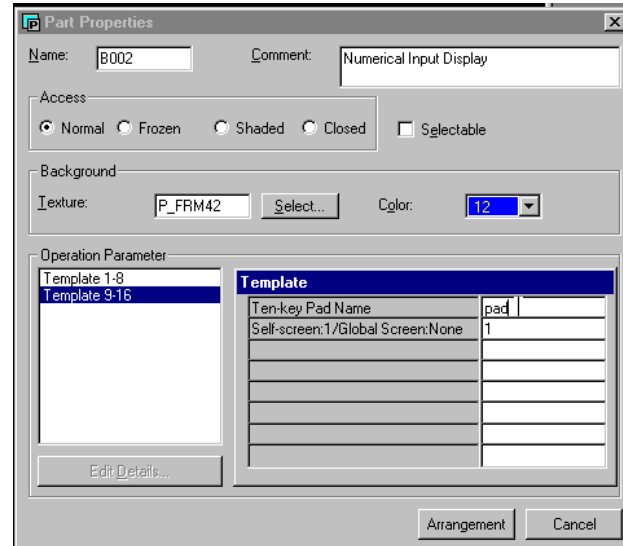 Part Properties
Name: B002 Comment: Numerical Input Display
Access
Normal Frozen Shaded Closed Selectable
Background
Texture: P_FRM42 Select... Color: 12
Operation Parameter
Template 1-8
Template 9-16
Template
Ten-key Pad Name pad
Self-screen:1/Global Screen:None 1
Edit Details...
Arrangement Cancel